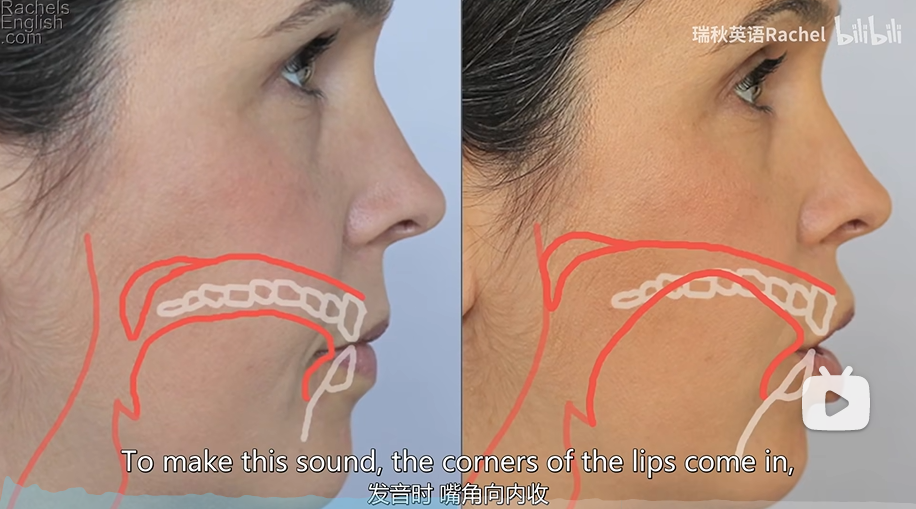 Rachels
English
.com
瑞秋英语Rachel bilibili
To make this sound, the corners of the lips come in,
发音时 嘴角向内收